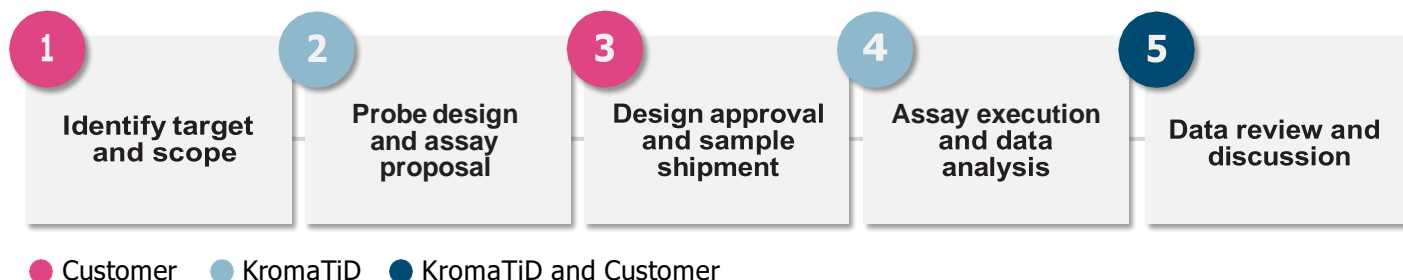 1
Identify target
and scope
2
Probe design
and assay
proposal
3
Design approval
and sample
shipment
4
Assay execution
and data
analysis
5
Data review and
discussion
Customer
KromaTiD
KromaTiD and Customer